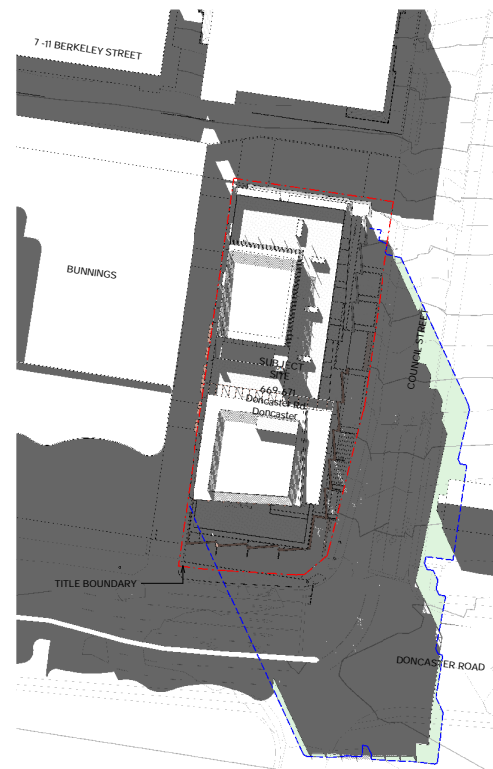 7 -11 BERKELEY STREET
BUNNINGS
COUNCIL STREET
SUBJECT
SITE
669-671
Doncaster Rd.
Doncaster
TITLE BOUNDARY
DONCASTER ROAD